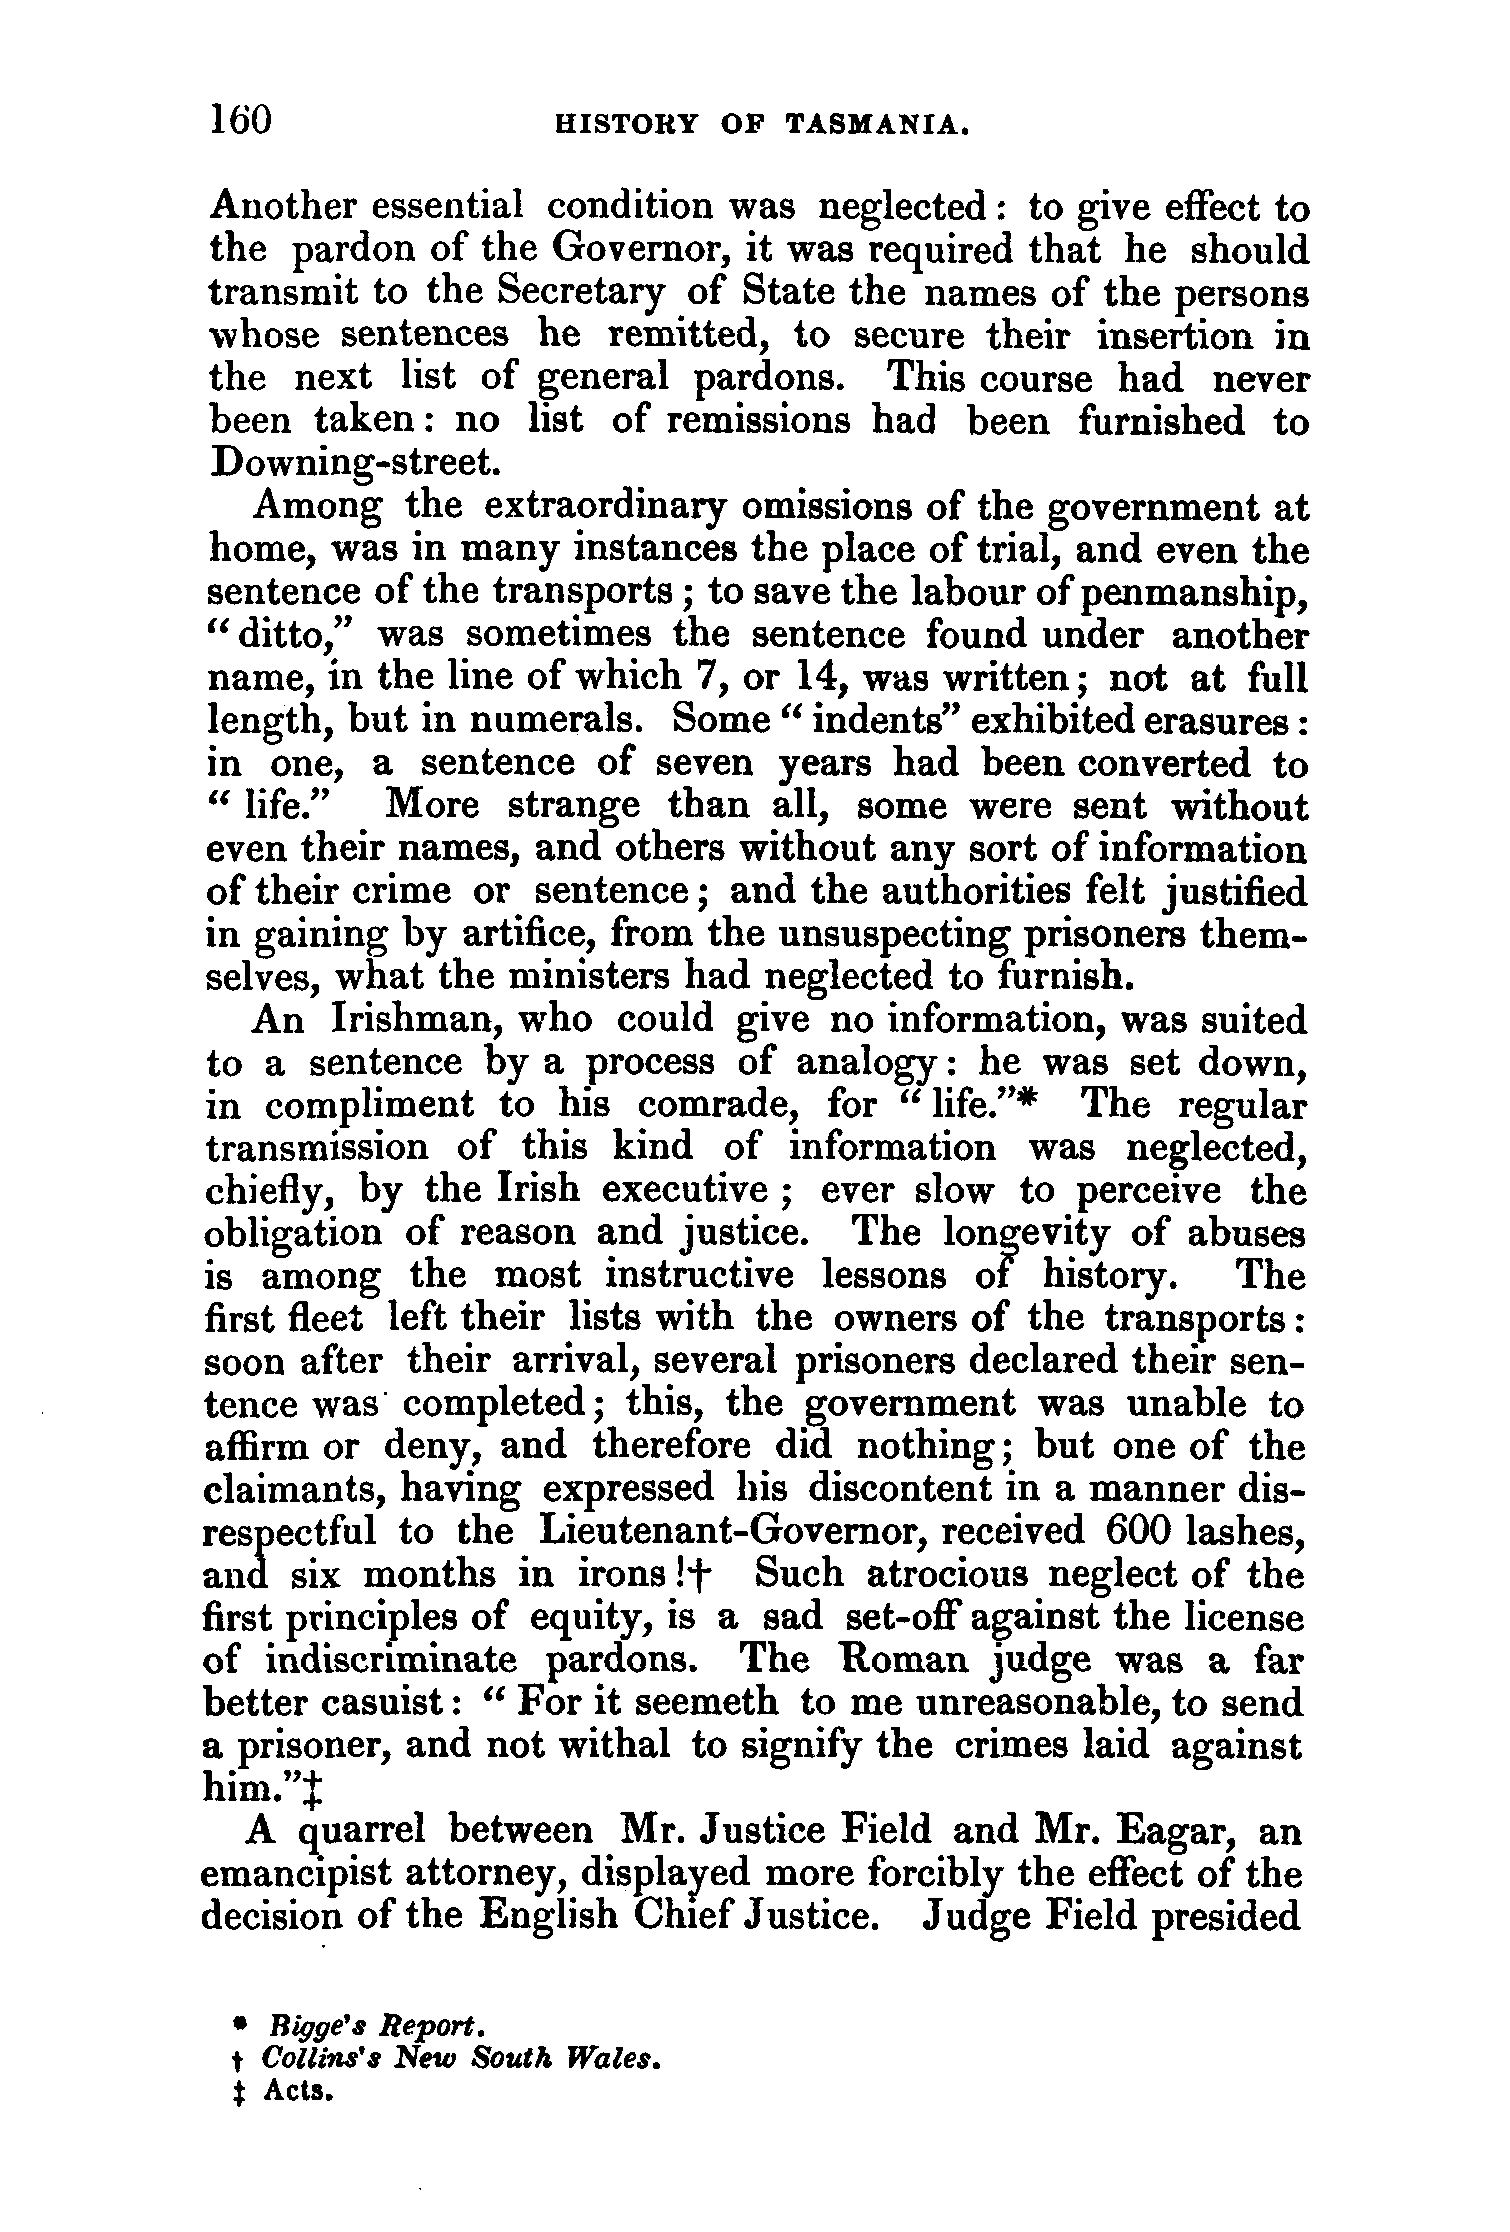 160 HISTORY OF TASMANIA.
Another essential condition was neglected : to give effect to
the pardon of the Governor, it was required that he should
transmit to the Secretary of State the names of the persons
whose sentences he remitted, to secure their insertion in
the next list of general pardons. This course had never
been taken : no list of remissions had been furnished to
Downing-street.
Among the extraordinary omissions of the government at
home, was in many instances the place of trial, and even the
sentence of the transports ; to save the labour of penmanship,
“ ditto,” was sometimes the sentence found under another
name, in the line of which 7, or 14, was written ; not at full
length, but in numerals. Some “ indents” exhibited erasures :
in one, a sentence of seven years had been converted to
“ life.” More strange than all, some were sent without
even their names, and others without any sort of information
of their crime or sentence ; and the authorities felt justified
in gaining by artifice, from the unsuspecting prisoners them-
selves, what the ministers had neglected to furnish.
An Irishman, who could give no information, was suited
to a sentence by a process of analogy : he was set down,
in compliment to his comrade, for “ life.”* The regular
transmission of this kind of information was neglected,
chiefly, by the Irish executive ; ever slow to perceive the
obligation of reason and justice. The longevity of abuses
is among the most instructive lessons of history. The
first fleet left their lists with the owners of the transports :
soon after their arrival, several prisoners declared their sen-
tence was completed ; this, the government was unable to
affirm or deny, and therefore did nothing ; but one of the
claimants, having expressed his discontent in a manner dis-
respectful to the Lieutenant-Governor, received 600 lashes,
and six months in irons !† Such atrocious neglect of the
first principles of equity, is a sad set-off against the license
of indiscriminate pardons. The Roman judge was a far
better casuist : “ For it seemeth to me unreasonable, to send
a prisoner, and not withal to signify the crimes laid against
him.”‡
A quarrel between Mr. Justice Field and Mr. Eagar, an
emancipist attorney, displayed more forcibly the effect of the
decision of the English Chief Justice. Judge Field presided
* Bigge's Report.
† Collins's New South Wales.
‡ Acts.